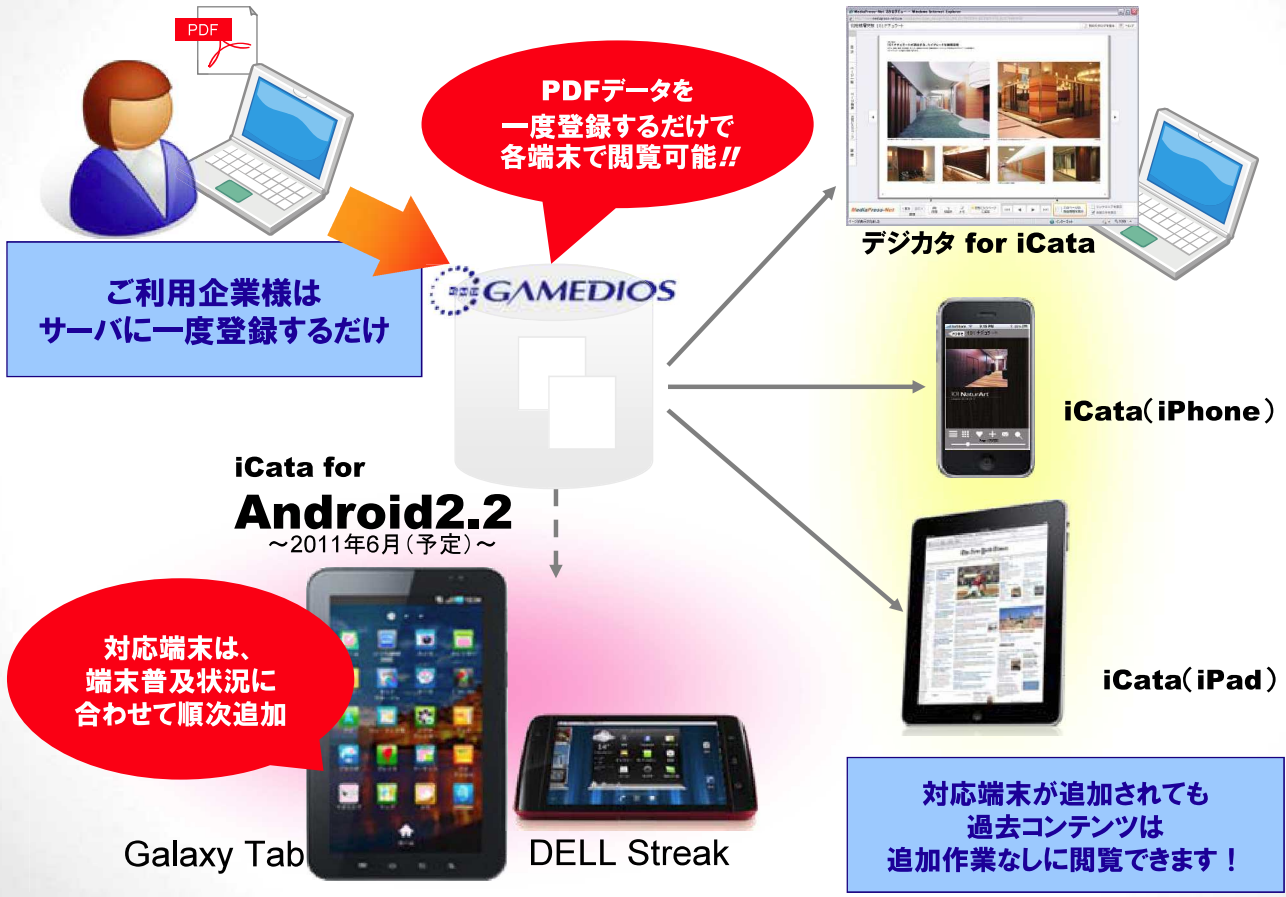 PDF
PDFデータを
一度登録するだけで
各端末で閲覧可能!!
ご利用企業様は
サーバに一度登録するだけ
GAMEDIOS
MediaPress-Net
デジカタ for iCata
iCata(iPhone)
iCata for
Android2.2
～2011年6月(予定)～
対応端末は、
端末普及状況に
合わせて順次追加
iCata(iPad)
Galaxy Tab
DELL Streak
対応端末が追加されても
過去コンテンツは
追加作業なしに閲覧できます！